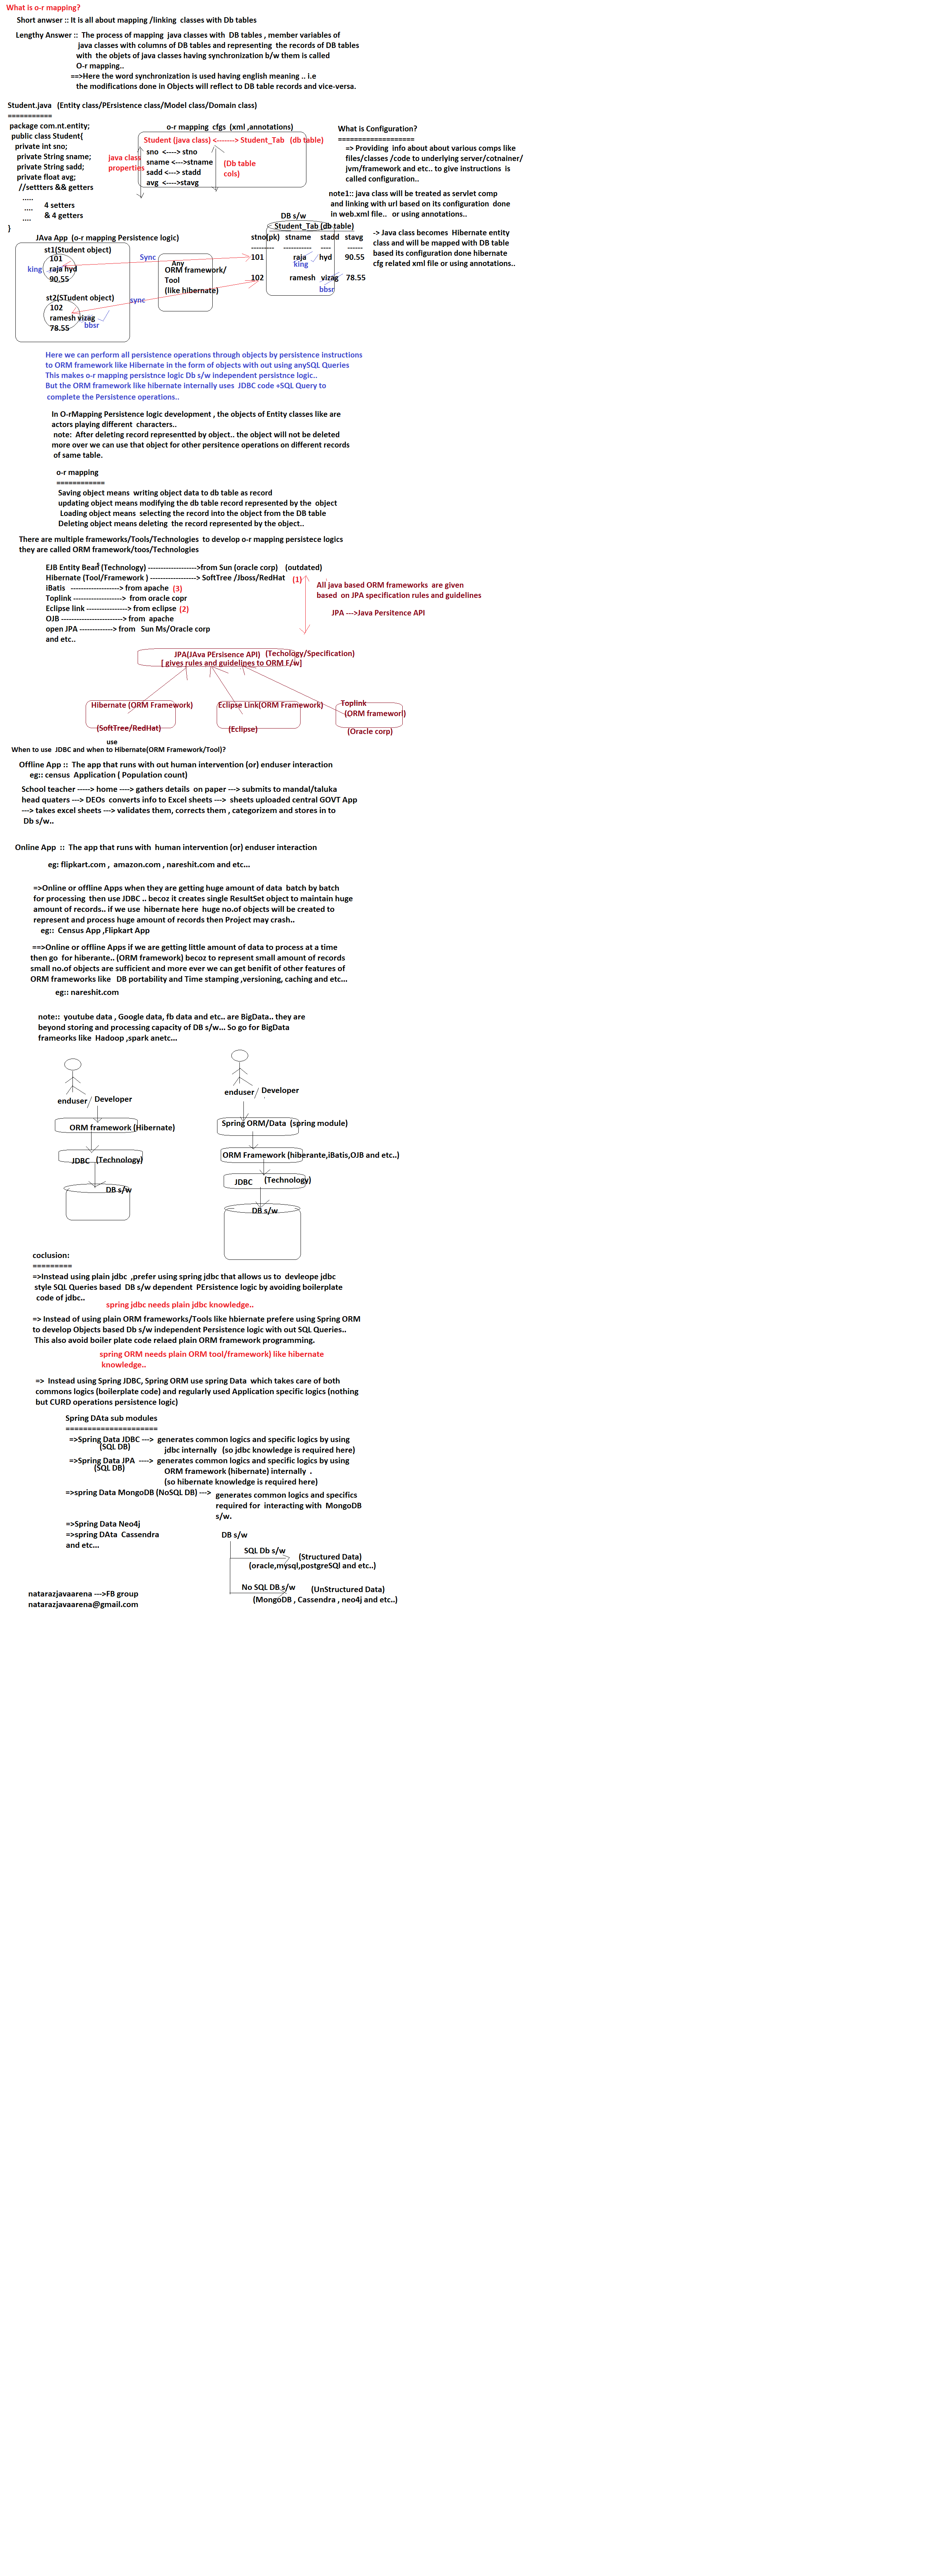 What is o-r mapping?
Short anwser :: It is all about mapping /linking classes with Db tables
Lengthy Answer :: The process of mapping java classes with DB tables , member variables of
java classes with columns of DB tables and representing the records of DB tables
with the objets of java classes having synchronization b/w them is called
O-r mapping..
==>Here the word synchronization is used having english meaning .. i.e
the modifications done in Objects will reflect to DB table records and vice-versa.
Student.java (Entity class/PErsistence class/Model class/Domain class)
===========
package com.nt.entity;
public class Student{
private int sno;
private String sname;
private String sadd;
private float avg;
//settters && getters
.....
....
....
4 setters
& 4 getters
}
o-r mapping cfgs (xml ,annotations)
Student (java class) <-------> Student_Tab (db table)
java class
properties
sno <----> stno
sname <--->stname
sadd <---> stadd
avg <---->stavg
(Db table
cols)
What is Configuration?
===================
=> Providing info about about various comps like
files/classes /code to underlying server/cotnainer/
jvm/framework and etc.. to give instructions is
called configuration..
note1:: java class will be treated as servlet comp
and linking with url based on its configuration done
in web.xml file.. or using annotations..
-> Java class becomes Hibernate entity
class and will be mapped with DB table
based its configuration done hibernate
cfg related xml file or using annotations..
JAva App (o-r mapping Persistence logic)
st1(Student object)
101
raja hyd
90.55
king
st2(STudent object)
102
ramesh vizag
78.55
bbsr
Sync
sync
Any
ORM framework/
Tool
(like hibernate)
DB s/w
Student_Tab (db table)
stno(pk) stname stadd stavg
--------- ----------- ---- ------
101 raja hyd 90.55
king
102 ramesh vizag 78.55
bbsr
Here we can perform all persistence operations through objects by persistence instructions
to ORM framework like Hibernate in the form of objects with out using anySQL Queries
This makes o-r mapping persistnce logic Db s/w independent persistnce logic..
But the ORM framework like hibernate internally uses JDBC code +SQL Query to
complete the Persistence operations..
In O-rMapping Persistence logic development , the objects of Entity classes like are
actors playing different characters..
note: After deleting record representted by object.. the object will not be deleted
more over we can use that object for other persitence operations on different records
of same table.
o-r mapping
============
Saving object means writing object data to db table as record
updating object means modifying the db table record represented by the object
Loading object means selecting the record into the object from the DB table
Deleting object means deleting the record represented by the object..
There are multiple frameworks/Tools/Technologies to develop o-r mapping persistece logics
they are called ORM framework/toos/Technologies
EJB Entity Bean (Technology) ------------------->from Sun (oracle corp) (outdated)
Hibernate (Tool/Framework ) ------------------> SoftTree /Jboss/RedHat (1)
iBatis -------------------> from apache (3)
Toplink -------------------> from oracle copr
Eclipse link ----------------> from eclipse (2)
OJB ------------------------> from apache
open JPA -------------> from Sun Ms/Oracle corp
and etc..
All java based ORM frameworks are given
based on JPA specification rules and guidelines
JPA --->Java Persitence API
JPA(JAva PErsisence API) (Techology/Specification)
[ gives rules and guidelines to ORM F/w]
Hibernate (ORM Framework)
(SoftTree/RedHat)
Eclipse Link(ORM Framework)
(Eclipse)
Toplink
(ORM framewori)
(Oracle corp)
use
When to use JDBC and when to Hibernate(ORM Framework/Tool)?
Offline App :: The app that runs with out human intervention (or) enduser interaction
eg:: census Application ( Population count)
School teacher -----> home ----> gathers details on paper ---> submits to mandal/taluka
head quaters ---> DEOs converts info to Excel sheets ---> sheets uploaded central GOVT App
---> takes excel sheets ---> validates them, corrects them , categorizem and stores in to
Db s/w..
Online App :: The app that runs with human intervention (or) enduser interaction
eg: flipkart.com , amazon.com , nareshit.com and etc...
=>Online or offline Apps when they are getting huge amount of data batch by batch
for processing then use JDBC .. becoz it creates single ResultSet object to maintain huge
amount of records.. if we use hibernate here huge no.of objects will be created to
represent and process huge amount of records then Project may crash..
eg:: Census App ,Flipkart App
==>Online or offline Apps if we are getting little amount of data to process at a time
then go for hiberante.. (ORM framework) becoz to represent small amount of records
small no.of objects are sufficient and more ever we can get benifit of other features of
ORM frameworks like DB portability and Time stamping ,versioning, caching and etc...
eg:: nareshit.com
note:: youtube data , Google data, fb data and etc.. are BigData.. they are
beyond storing and processing capacity of DB s/w... So go for BigData
frameorks like Hadoop ,spark anetc...
enduser / Developer
ORM framework (Hibernate)
JDBC (Technology)
DB s/w
enduser / Developer
Spring ORM/Data (spring module)
ORM Framework (hiberante,iBatis,OJB and etc..)
JDBC (Technology)
DB s/w
coclusion:
=========
=>Instead using plain jdbc ,prefer using spring jdbc that allows us to devleope jdbc
style SQL Queries based DB s/w dependent PErsistence logic by avoiding boilerplate
code of jdbc..
spring jdbc needs plain jdbc knowledge..
=> Instead of using plain ORM frameworks/Tools like hbiernate prefere using Spring ORM
to develop Objects based Db s/w independent Persistence logic with out SQL Queries..
This also avoid boiler plate code relaed plain ORM framework programming.
spring ORM needs plain ORM tool/framework) like hibernate
knowledge..
=> Instead using Spring JDBC, Spring ORM use spring Data which takes care of both
commons logics (boilerplate code) and regularly used Application specific logics (nothing
but CURD operations persistence logic)
Spring DAta sub modules
=====================
=>Spring Data JDBC ---> generates common logics and specific logics by using
(SQL DB) jdbc internally (so jdbc knowledge is required here)
=>Spring Data JPA ----> generates common logics and specific logics by using
(SQL DB) ORM framework (hibernate) internally .
(so hibernate knowledge is required here)
=>spring Data MongoDB (NoSQL DB) ---> generates common logics and specifics
required for interacting with MongoDB
s/w.
=>Spring Data Neo4j
=>spring DAta Cassendra
and etc...
DB s/w
SQL Db s/w (Structured Data)
(oracle,mysql,postgreSQl and etc..)
No SQL DB s/w (UnStructured Data)
(MongoDB , Cassendra , neo4j and etc..)
natarazjavaarena --->FB group
natarazjavaarena@gmail.com